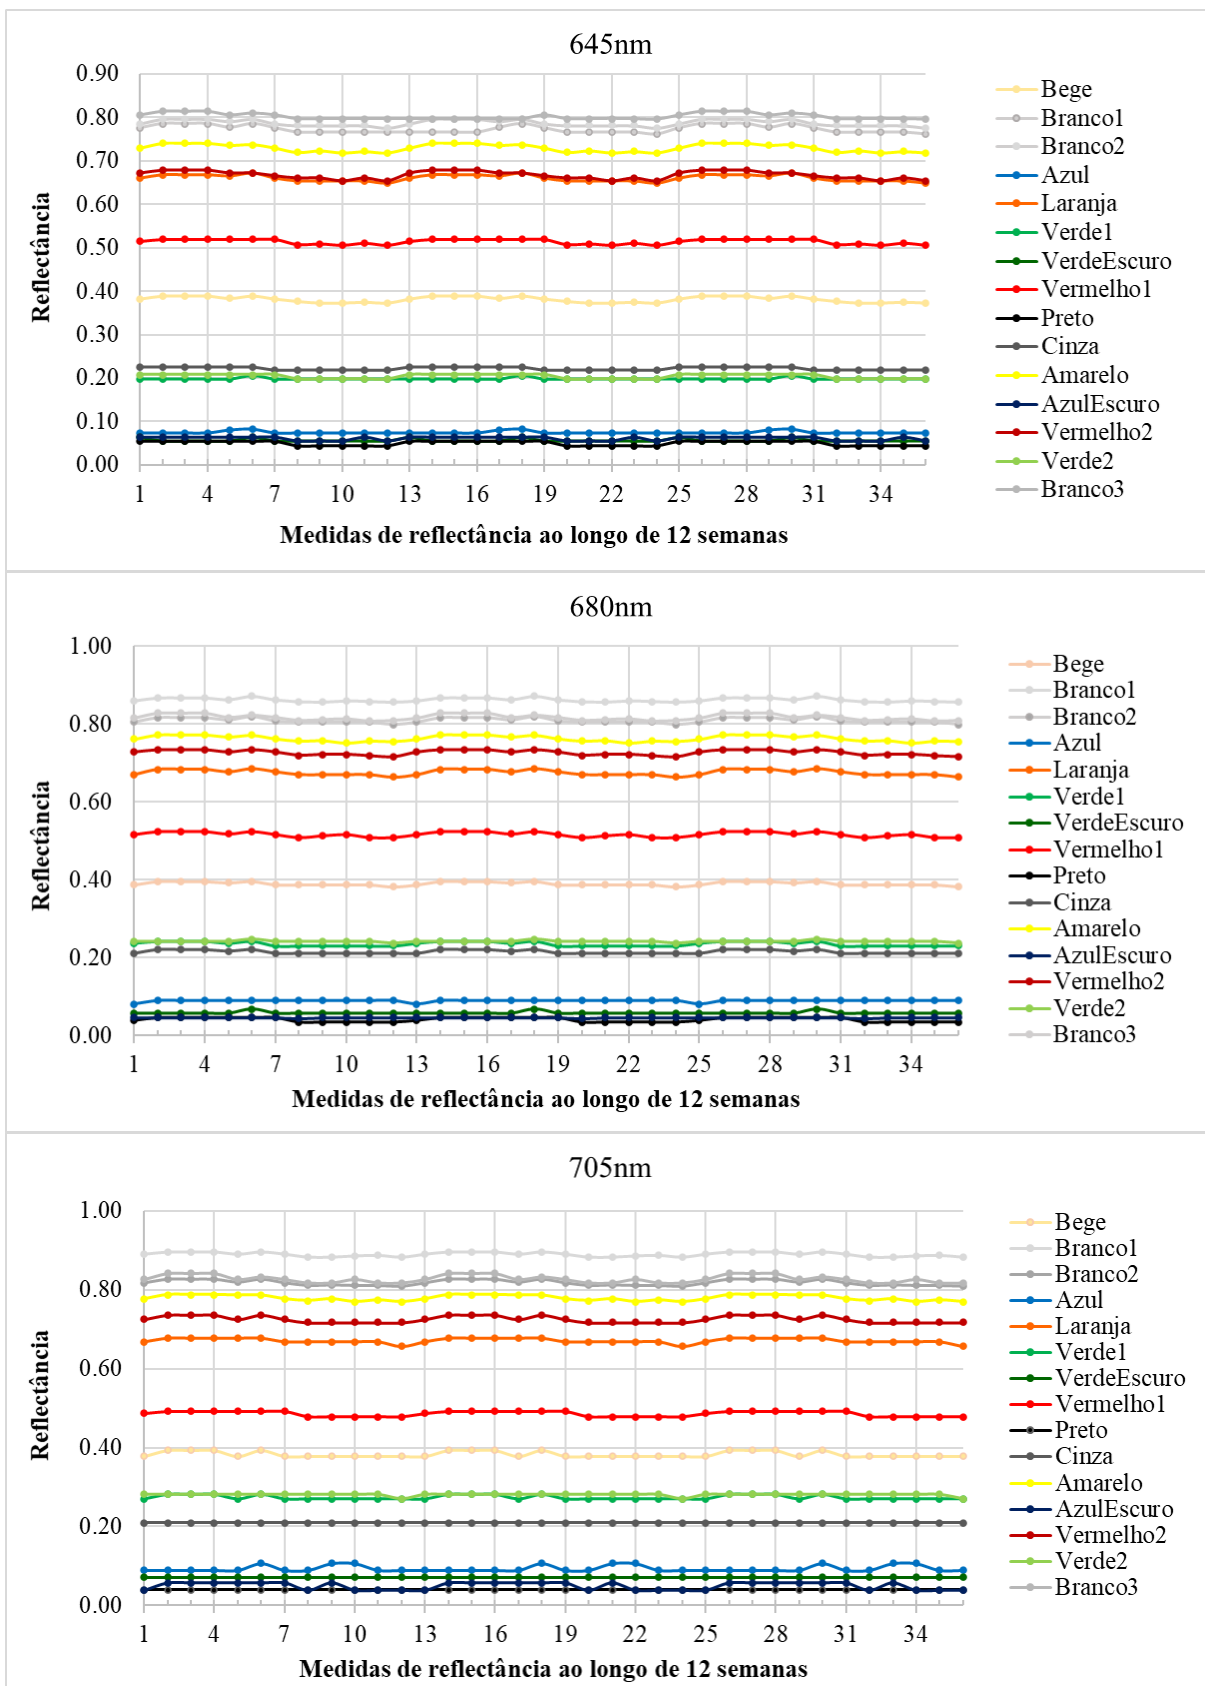 645nm
0.90
0.80
0.70
0.60
0.50
0.40
0.30
0.20
0.10
0.00
Reflectância
1 4 7 10 13 16 19 22 25 28 31 34
Medidas de reflectância ao longo de 12 semanas
Bege
Branco1
Branco2
Azul
Laranja
Verde1
VerdeEscuro
Vermelho1
Preto
Cinza
Amarelo
AzulEscuro
Vermelho2
Verde2
Branco3
680nm
1.00
0.80
0.60
0.40
0.20
0.00
Reflectância
1 4 7 10 13 16 19 22 25 28 31 34
Medidas de reflectância ao longo de 12 semanas
Bege
Branco1
Branco2
Azul
Laranja
Verde1
VerdeEscuro
Vermelho1
Preto
Cinza
Amarelo
AzulEscuro
Vermelho2
Verde2
Branco3
705nm
1.00
0.80
0.60
0.40
0.20
0.00
Reflectância
1 4 7 10 13 16 19 22 25 28 31 34
Medidas de reflectância ao longo de 12 semanas
Bege
Branco1
Branco2
Azul
Laranja
Verde1
VerdeEscuro
Vermelho1
Preto
Cinza
Amarelo
AzulEscuro
Vermelho2
Verde2
Branco3